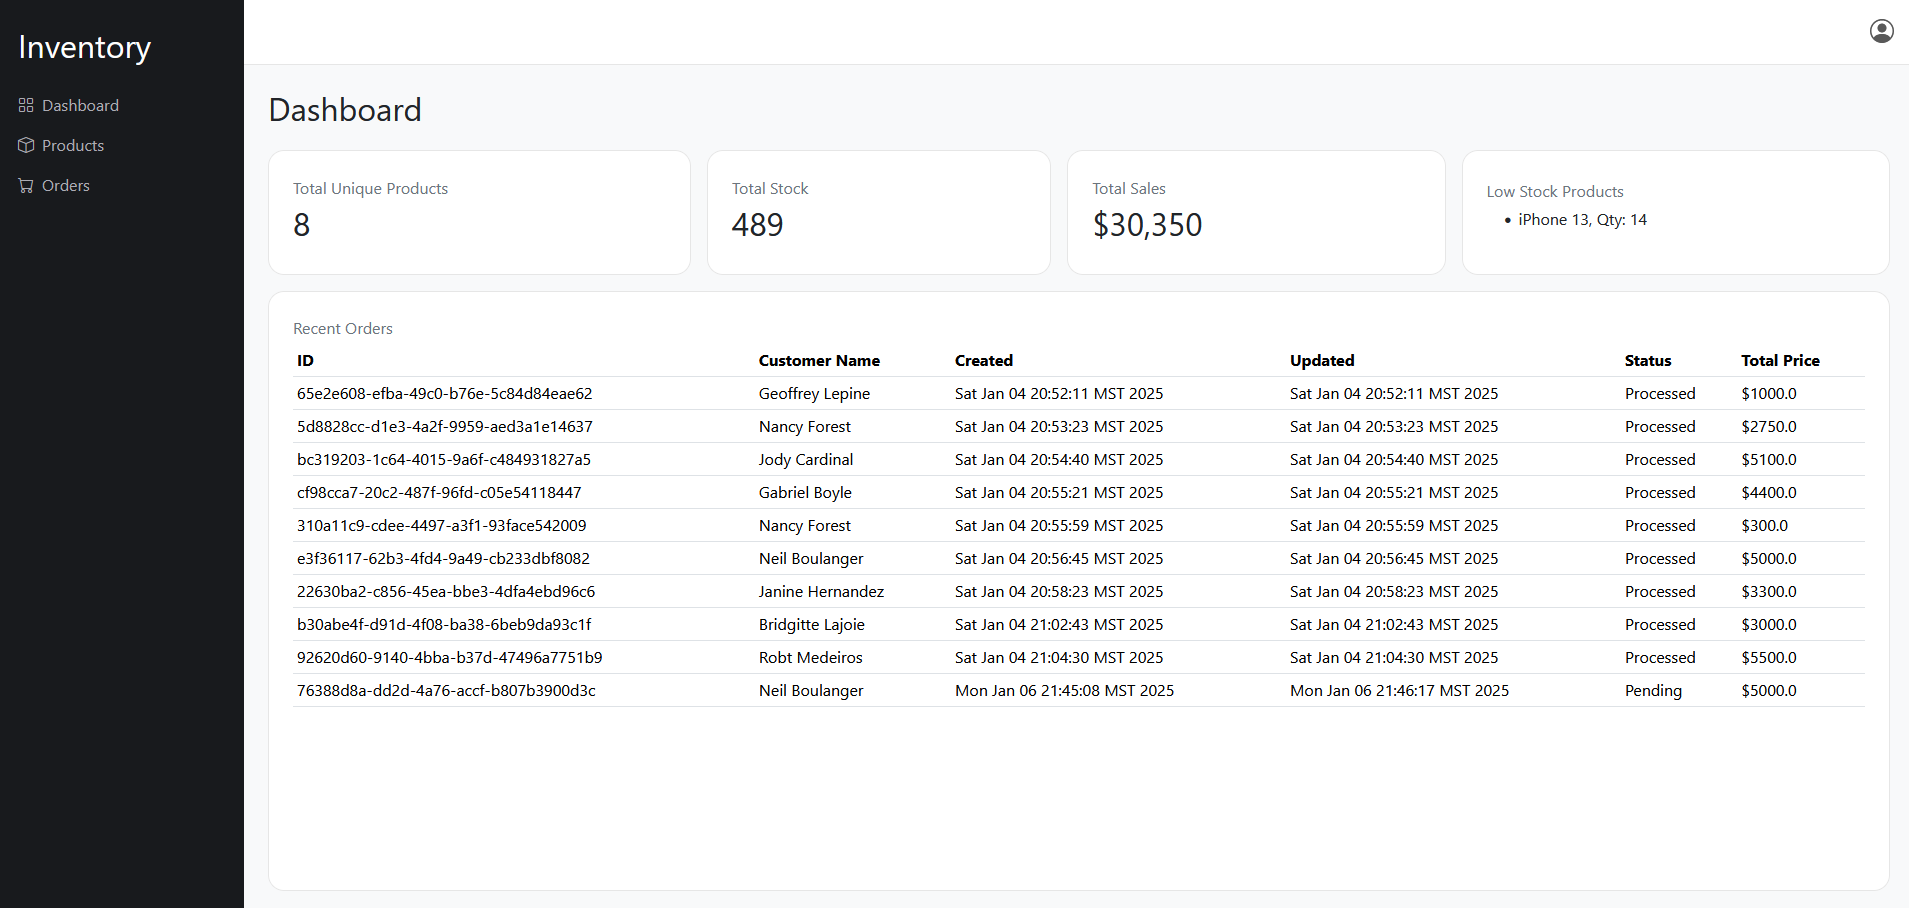 Inventory
Dashboard
Products
Orders
Dashboard
Total Unique Products
8
Total Stock
489
Total Sales
$30,350
Low Stock Products
• iPhone 13, Qty: 14
Recent Orders
ID Customer Name Created Updated Status Total Price
65e2e608-efba-49c0-b76e-5c84d84eae62 Geoffrey Lepine Sat Jan 04 20:52:11 MST 2025 Sat Jan 04 20:52:11 MST 2025 Processed $1000.0
5d8828cc-d1e3-4a2f-9959-aed3a1e14637 Nancy Forest Sat Jan 04 20:53:23 MST 2025 Sat Jan 04 20:53:23 MST 2025 Processed $2750.0
bc319203-1c64-4015-9a6f-c484931827a5 Jody Cardinal Sat Jan 04 20:54:40 MST 2025 Sat Jan 04 20:54:40 MST 2025 Processed $5100.0
cf98cca7-20c2-487f-96fd-c05e54118447 Gabriel Boyle Sat Jan 04 20:55:21 MST 2025 Sat Jan 04 20:55:21 MST 2025 Processed $4400.0
310a11c9-cdee-4497-a3f1-93face542009 Nancy Forest Sat Jan 04 20:55:59 MST 2025 Sat Jan 04 20:55:59 MST 2025 Processed $300.0
e3f36117-62b3-4fd4-9a49-cb233dbf8082 Neil Boulanger Sat Jan 04 20:56:45 MST 2025 Sat Jan 04 20:56:45 MST 2025 Processed $5000.0
22630ba2-c856-45ea-bbe3-4dfa4ebd96c6 Janine Hernandez Sat Jan 04 20:58:23 MST 2025 Sat Jan 04 20:58:23 MST 2025 Processed $3300.0
b30abe4f-d91d-4f08-ba38-6beb9da93c1f Bridgitte Lajoie Sat Jan 04 21:02:43 MST 2025 Sat Jan 04 21:02:43 MST 2025 Processed $3000.0
92620d60-9140-4bba-b37d-47496a7751b9 Robt Medeiros Sat Jan 04 21:04:30 MST 2025 Sat Jan 04 21:04:30 MST 2025 Processed $5500.0
76388d8a-dd2d-4a76-accf-b807b3900d3c Neil Boulanger Mon Jan 06 21:45:08 MST 2025 Mon Jan 06 21:46:17 MST 2025 Pending $5000.0